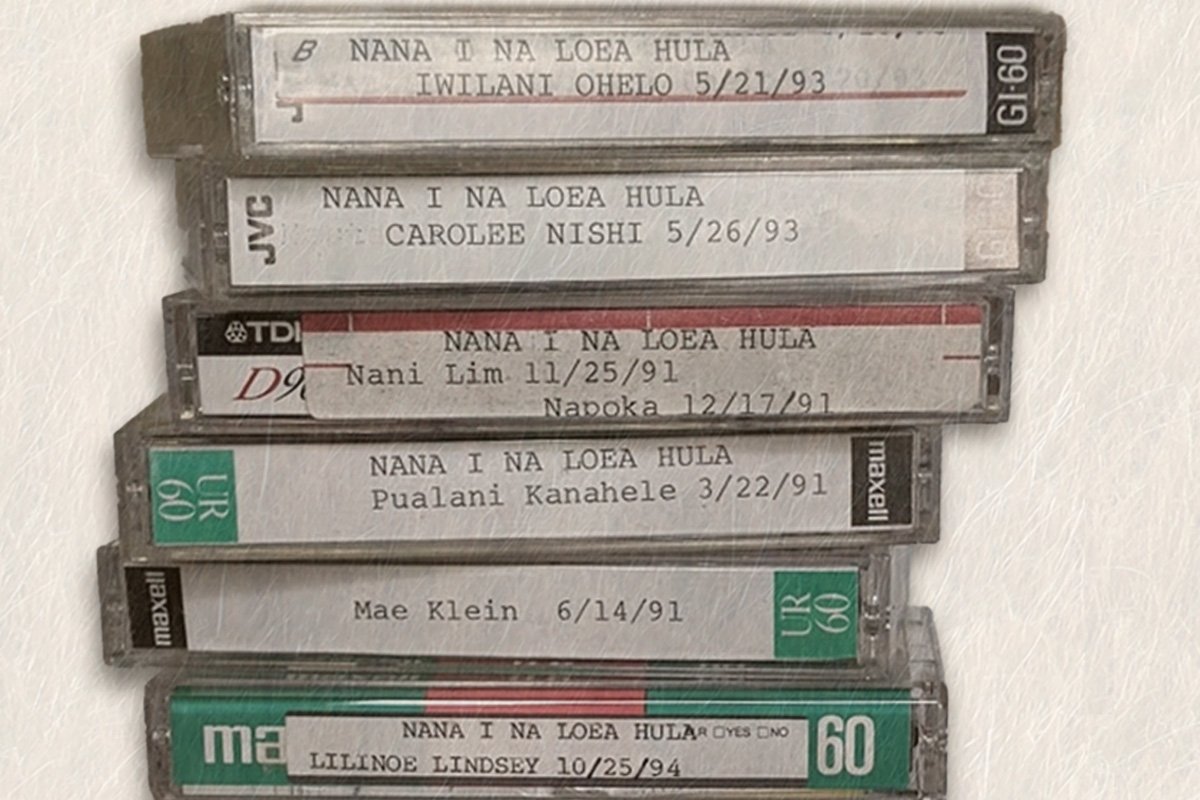 B NANA I NA LOEA HULA
IWILANI OHELO 5/21/93
GI-60
JVC
NANA I NA LOEA HULA
CAROLEE NISHI 5/26/93
TDK
D90
NANA I NA LOEA HULA
Nani Lim 11/25/91
Napoka 12/17/91
UR
60
NANA I NA LOEA HULA
Pualani Kanahele 3/22/91
maxell
maxell
Mae Klein 6/14/91
UR
60
ma
NANA I NA LOEA HULA
□YES □NO
LILINOE LINDSEY 10/25/94
60